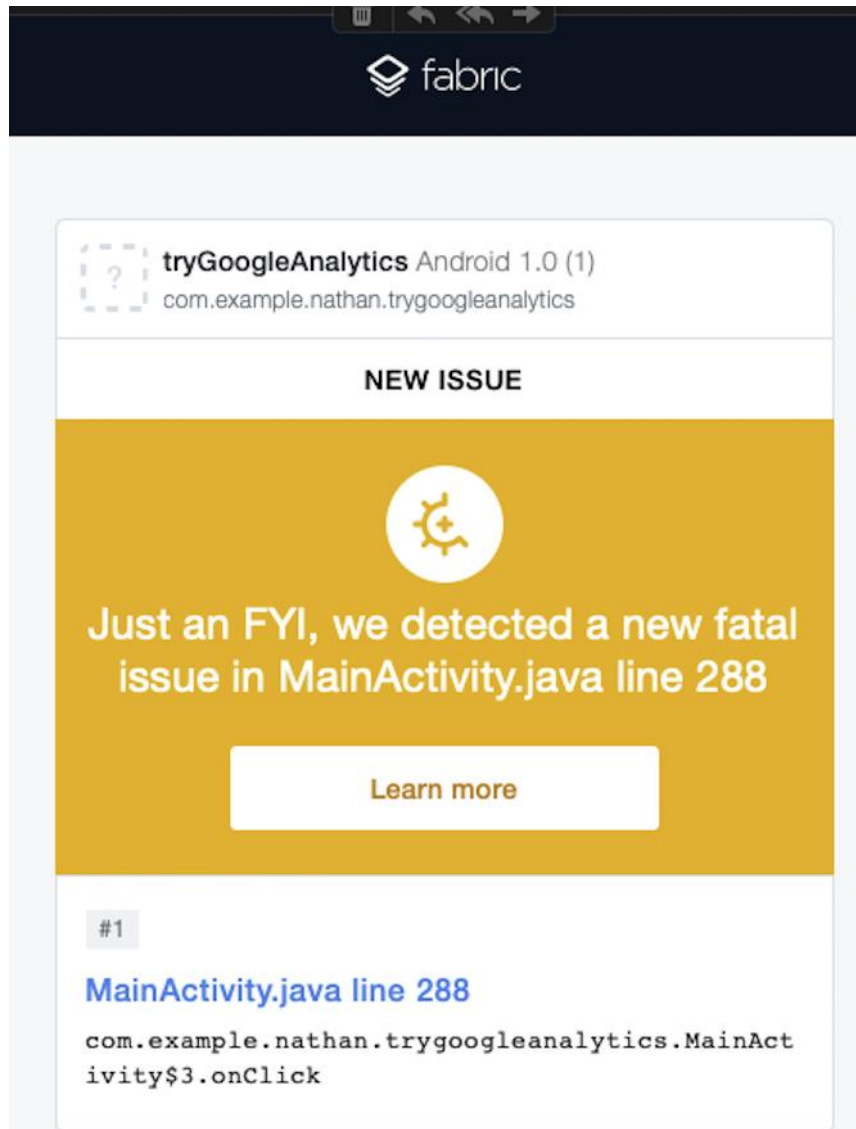 fabric
tryGoogleAnalytics Android 1.0 (1)
? com.example.nathan.trygoogleanalytics
NEW ISSUE
Just an FYI, we detected a new fatal
issue in MainActivity.java line 288
Learn more
#1
MainActivity.java line 288
com.example.nathan.trygoogleanalytics.MainAct
ivity$3.onClick